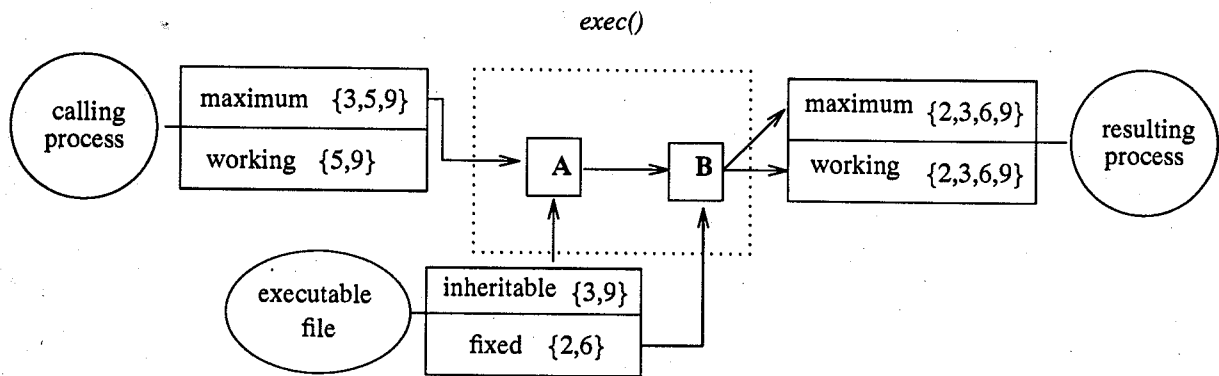 exec()
calling
process
maximum {3,5,9}
working {5,9}
A
B
maximum {2,3,6,9}
working {2,3,6,9}
resulting
process
executable
file
inheritable {3,9}
fixed {2,6}